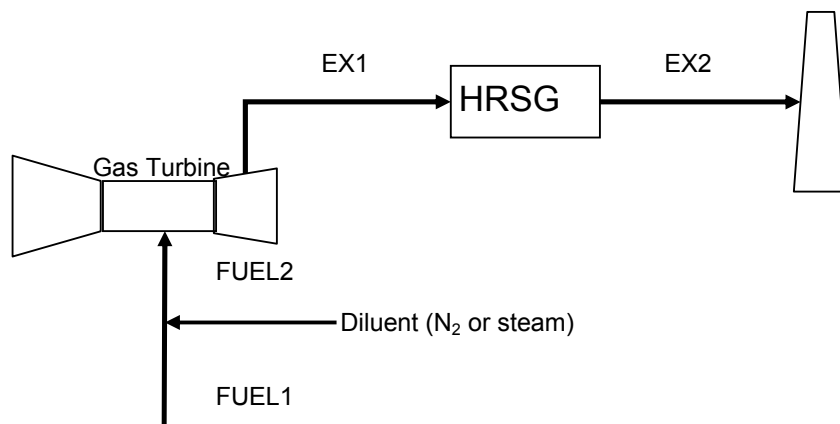 EX1
EX2
HRSG
Gas Turbine
FUEL2
Diluent (N₂ or steam)
FUEL1